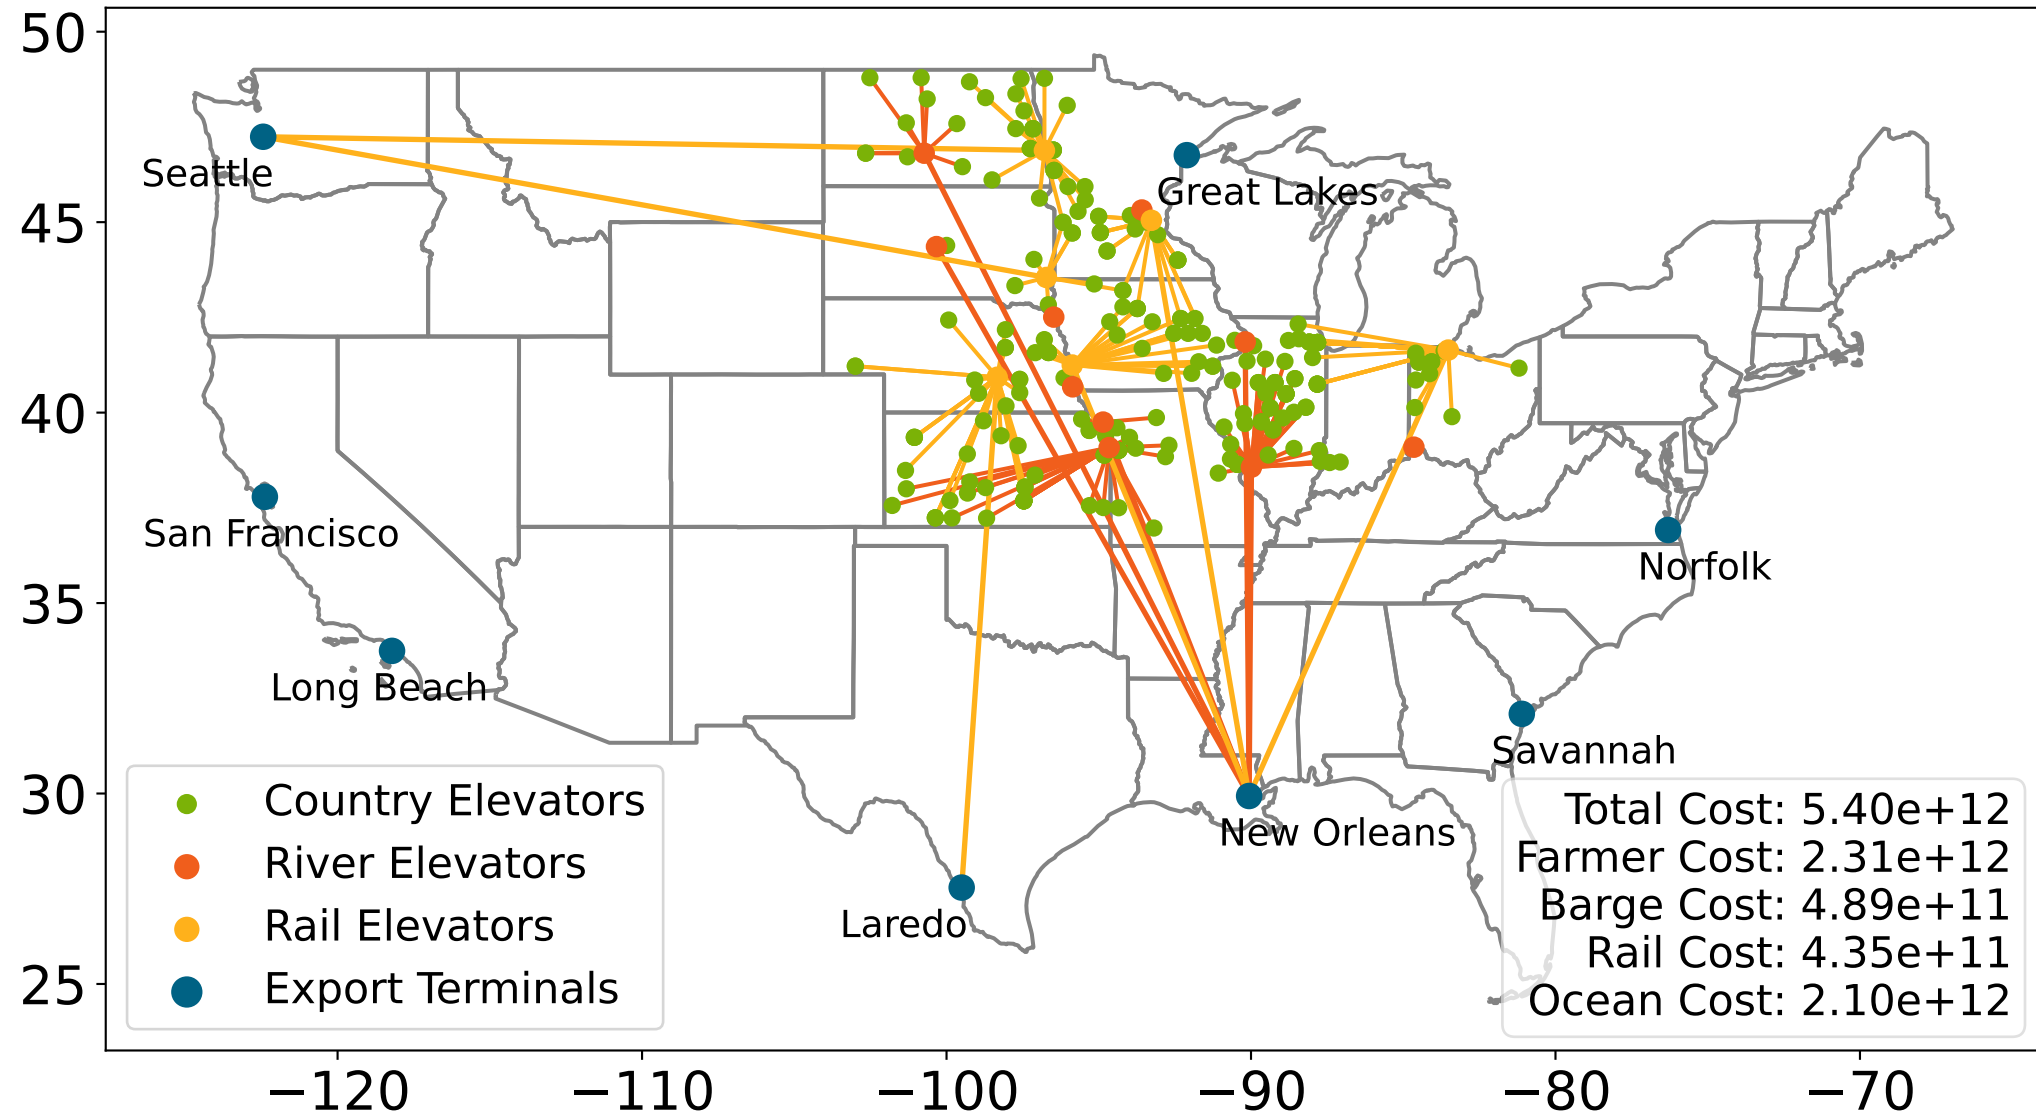 50
45
40
35
30
25
Seattle
Great Lakes
San Francisco
Norfolk
Long Beach
Savannah
New Orleans
Laredo
Country Elevators
River Elevators
Rail Elevators
Export Terminals
Total Cost: 5.40e+12
Farmer Cost: 2.31e+12
Barge Cost: 4.89e+11
Rail Cost: 4.35e+11
Ocean Cost: 2.10e+12
−120 −110 −100 −90 −80 −70